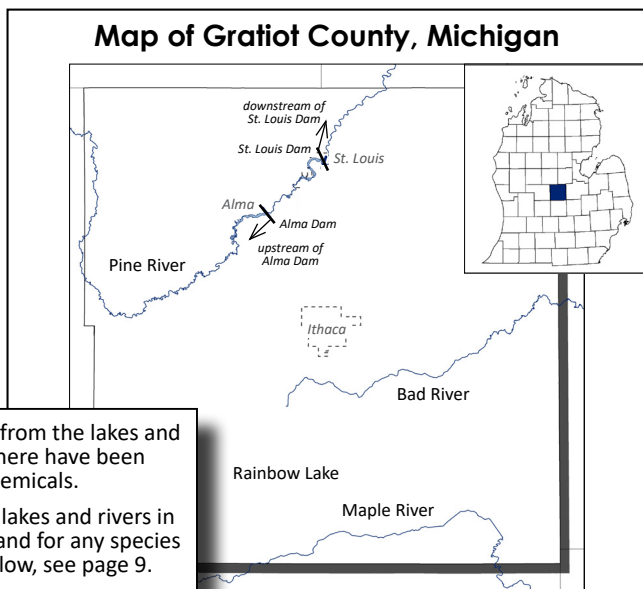 Map of Gratiot County, Michigan
downstream of
St. Louis Dam
St. Louis Dam
St. Louis
Alma
Alma Dam
upstream of
Alma Dam
Pine River
Ithaca
Bad River
from the lakes and
here have been
emicals.
Rainbow Lake
lakes and rivers in
and for any species
low, see page 9.
Maple River